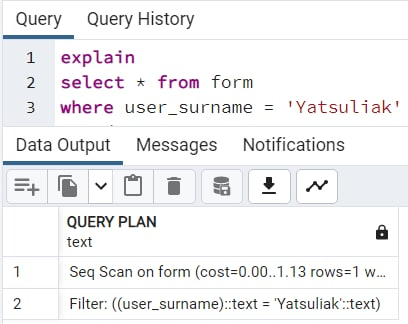 Query Query History
1 explain
2 select * from form
3 where user_surname = 'Yatsuliak'
Data Output Messages Notifications
QUERY PLAN
text
1 Seq Scan on form (cost=0.00..1.13 rows=1 w...
2 Filter: ((user_surname)::text = 'Yatsuliak'::text)